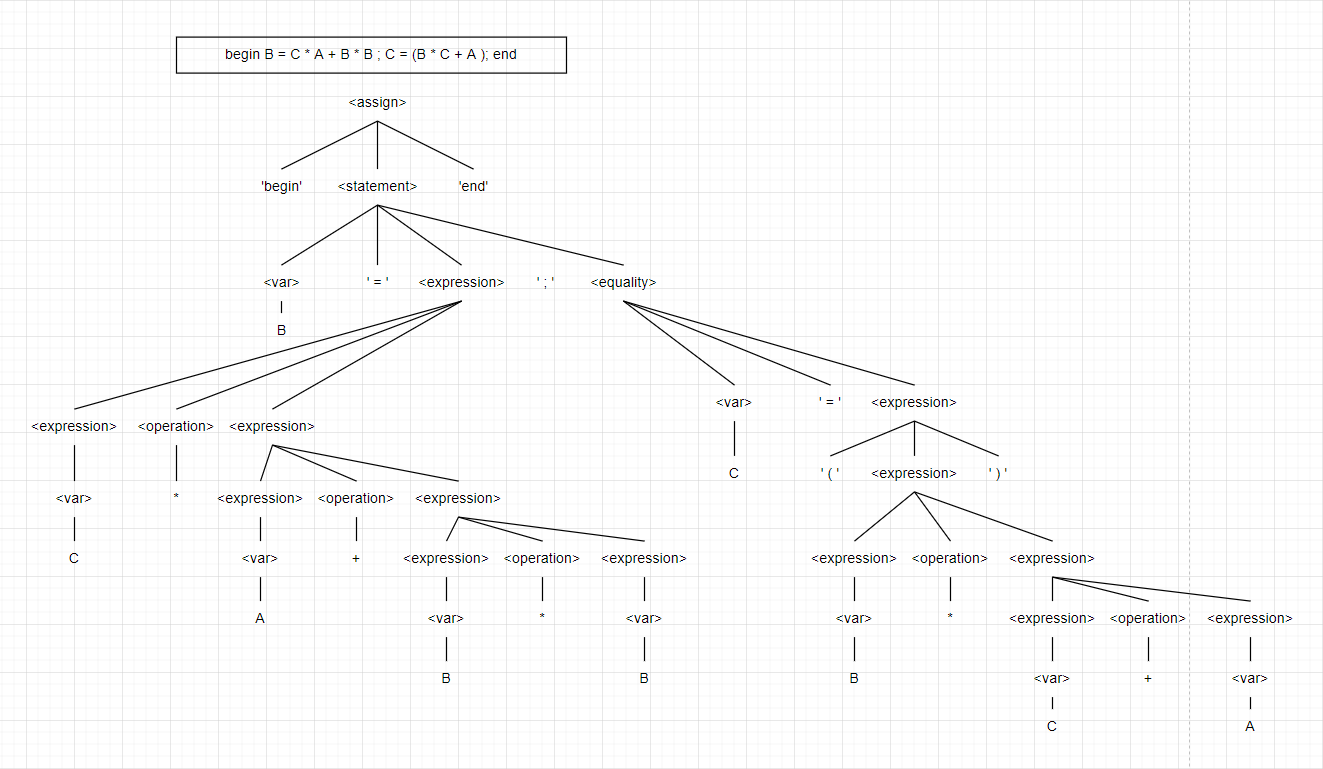 begin B = C * A + B * B ; C = (B * C + A ); end
<assign>
'begin' <statement> 'end'
<var> ' = ' <expression> ' ; ' <equality>
B
<var> ' = ' <expression>
<expression> <operation> <expression>
C ' ( ' <expression> ' ) '
<var> * <expression> <operation> <expression>
C <var> + <expression> <operation> <expression> <expression> <operation> <expression>
A <var> * <var> <var> * <expression> <operation> <expression>
B B B <var> + <var>
C A